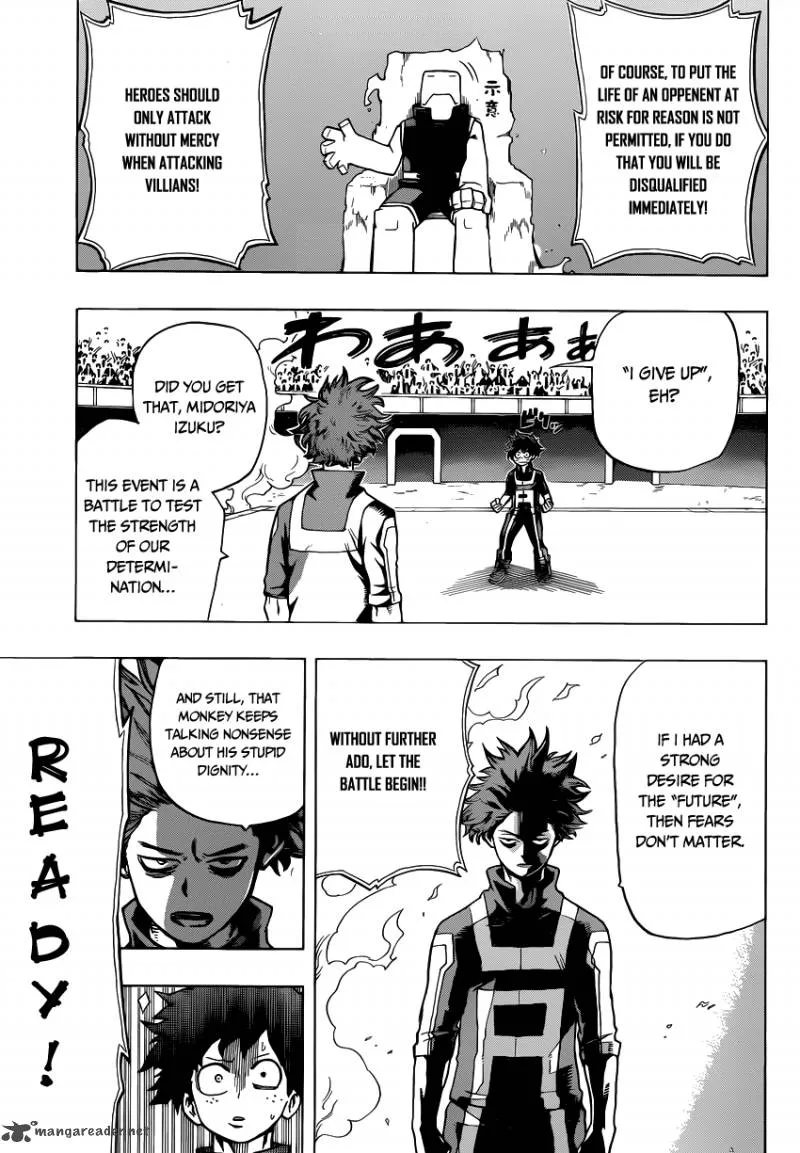 OF COURSE, TO PUT THE
LIFE OF AN OPPENENT AT
RISK FOR REASON IS NOT
PERMITTED, IF YOU DO
THAT YOU WILL BE
DISQUALIFIED
IMMEDIATELY!
示意
HEROES SHOULD
ONLY ATTACK
WITHOUT MERCY
WHEN ATTACKING
VILLIANS!
わあああ
"I GIVE UP",
EH?
DID YOU GET
THAT, MIDORIYA
IZUKU?
THIS EVENT IS A
BATTLE TO TEST
THE STRENGTH
OF OUR
DETERMI-
NATION...
IF I HAD A
STRONG
DESIRE FOR
THE "FUTURE",
THEN FEARS
DON'T MATTER.
WITHOUT FURTHER
ADO, LET THE
BATTLE BEGIN!!
AND STILL, THAT
MONKEY KEEPS
TALKING NONSENSE
ABOUT HIS STUPID
DIGNITY...
READY!
mangareader.net